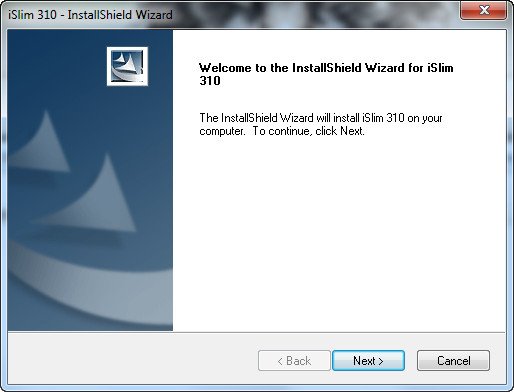 iSlim 310 - InstallShield Wizard
Welcome to the InstallShield Wizard for iSlim
310
The InstallShield Wizard will install iSlim 310 on your
computer. To continue, click Next.
< Back
Next >
Cancel